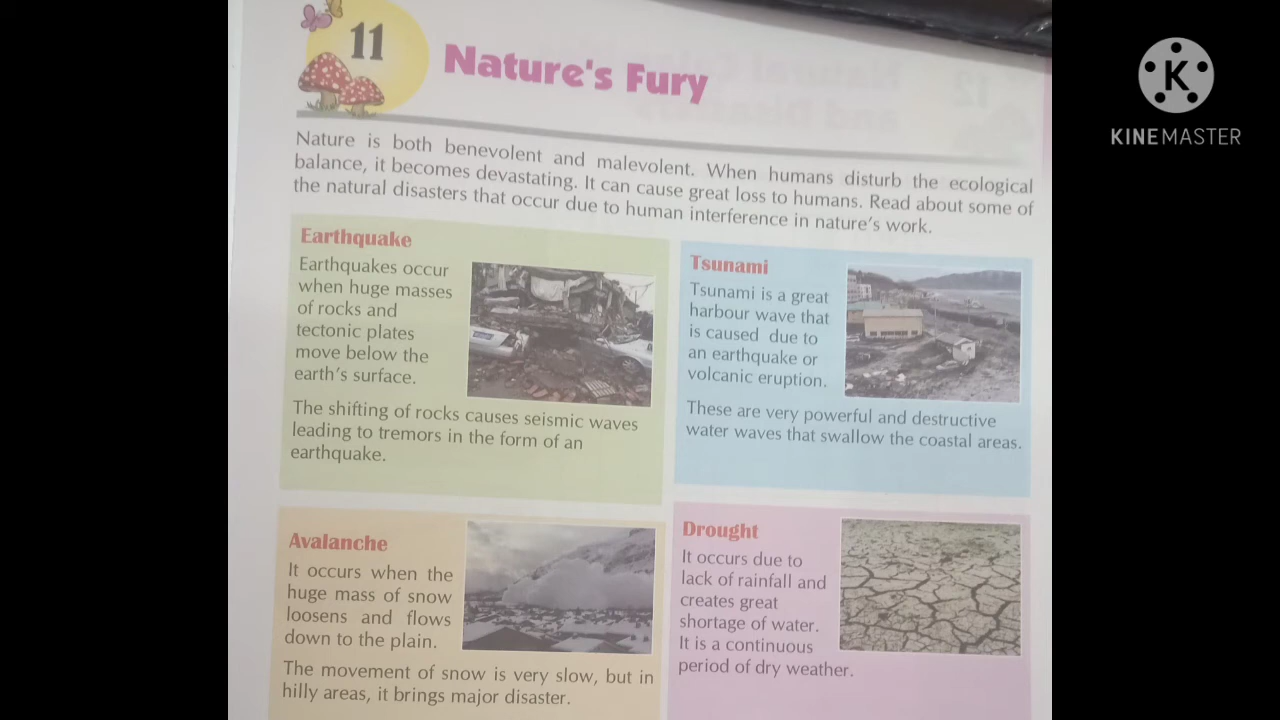 11
Nature's Fury
Nature is both benevolent and malevolent. When humans disturb the ecological
balance, it becomes devastating. It can cause great loss to humans. Read about some of
the natural disasters that occur due to human interference in nature's work.
Earthquake
Earthquakes occur
when huge masses
of rocks and
tectonic plates
move below the
earth's surface.
The shifting of rocks causes seismic waves
leading to tremors in the form of an
earthquake.
Tsunami
Tsunami is a great
harbour wave that
is caused due to
an earthquake or
volcanic eruption.
These are very powerful and destructive
water waves that swallow the coastal areas.
Avalanche
It occurs when the
huge mass of snow
loosens and flows
down to the plain.
The movement of snow is very slow, but in
hilly areas, it brings major disaster.
Drought
It occurs due to
lack of rainfall and
creates great
shortage of water.
It is a continuous
period of dry weather.
K
KINEMASTER